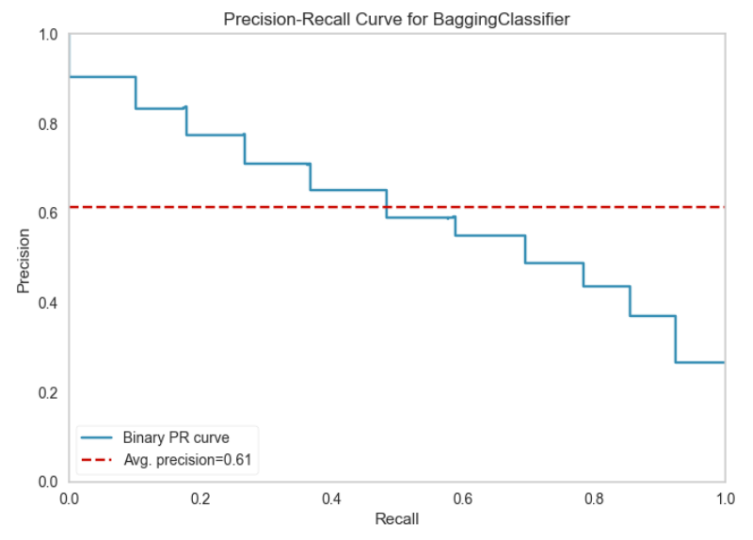 Precision-Recall Curve for BaggingClassifier
1.0
0.8
0.6
0.4
0.2
0.0
Precision
Binary PR curve
Avg. precision=0.61
0.0 0.2 0.4 0.6 0.8 1.0
Recall